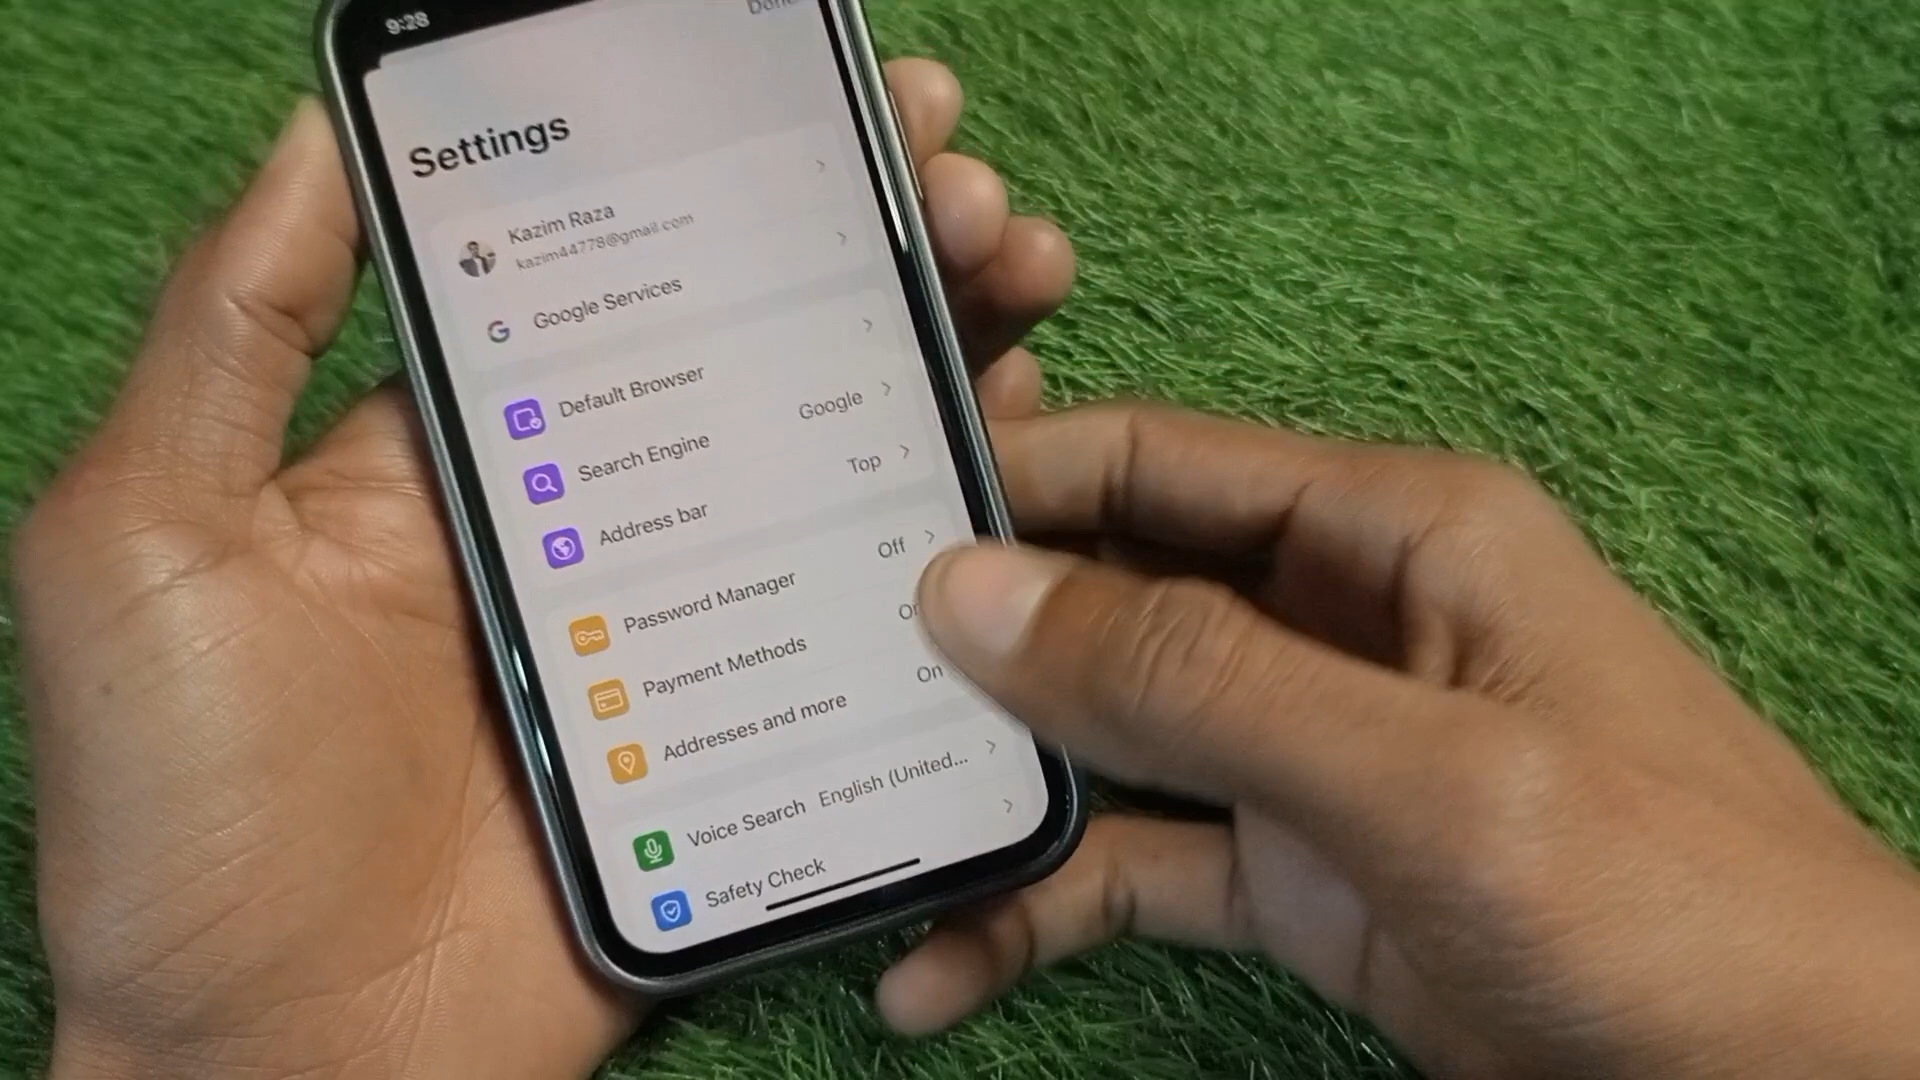 9:28
Done
Settings
Kazim Raza
kazim44778@gmail.com
Google Services
Default Browser
Search Engine Google
Address bar Top
Password Manager Off
Payment Methods
Addresses and more On
Voice Search English (United...
Safety Check